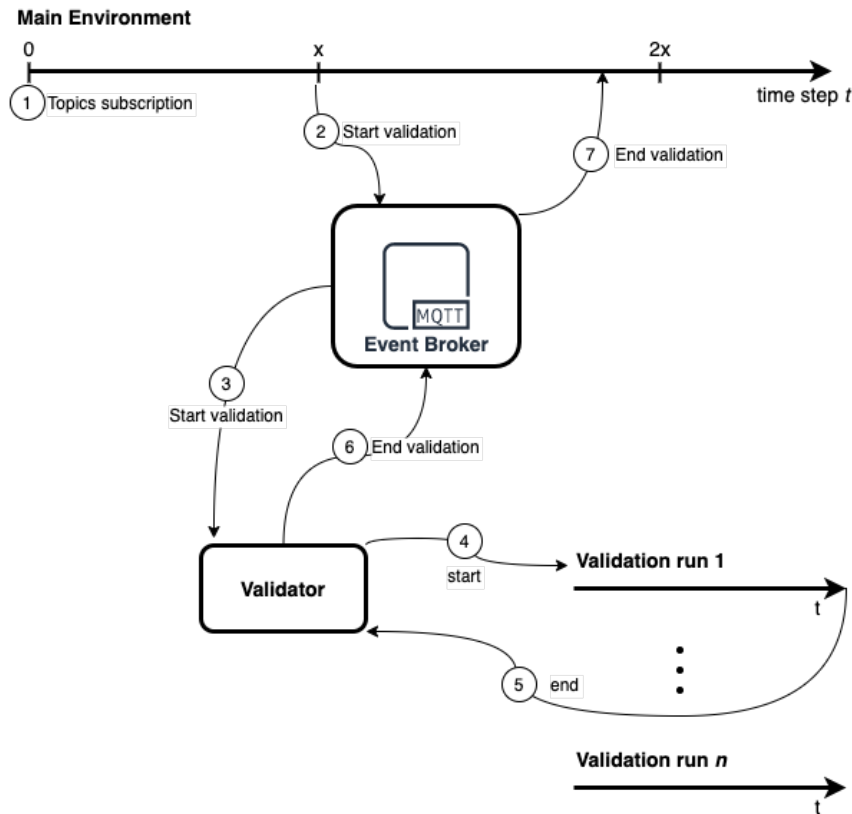 Main Environment
0 x 2x
time step t
1 Topics subscription
2 Start validation
7 End validation
MQTT
Event Broker
3
Start validation
6 End validation
4
start
Validation run 1
Validator
t
5 end
Validation run n
t